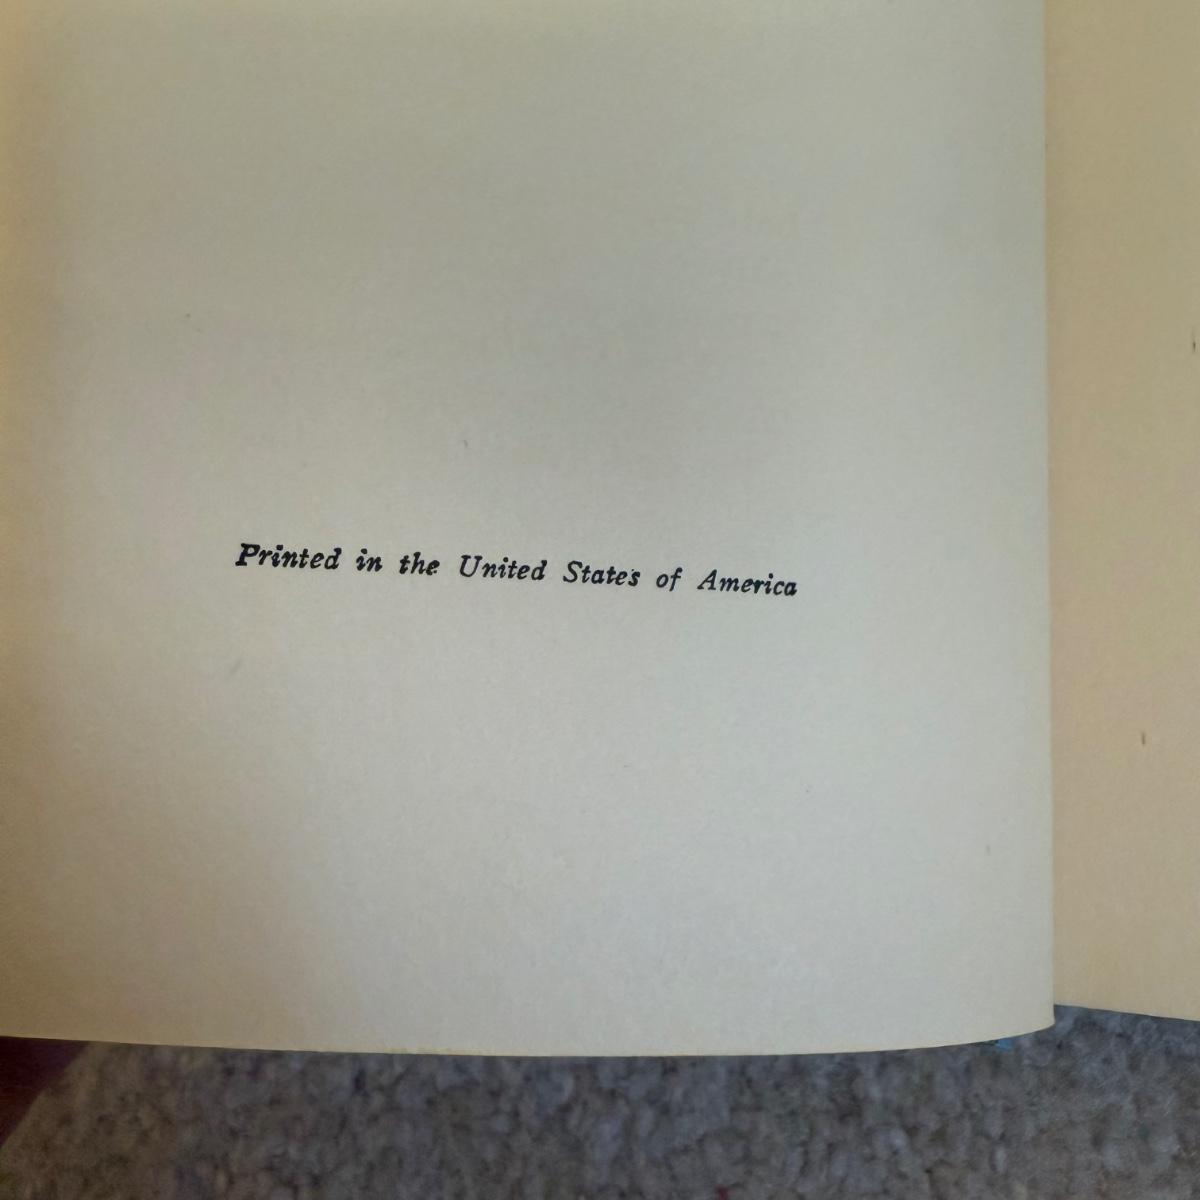 Printed in the United States of America